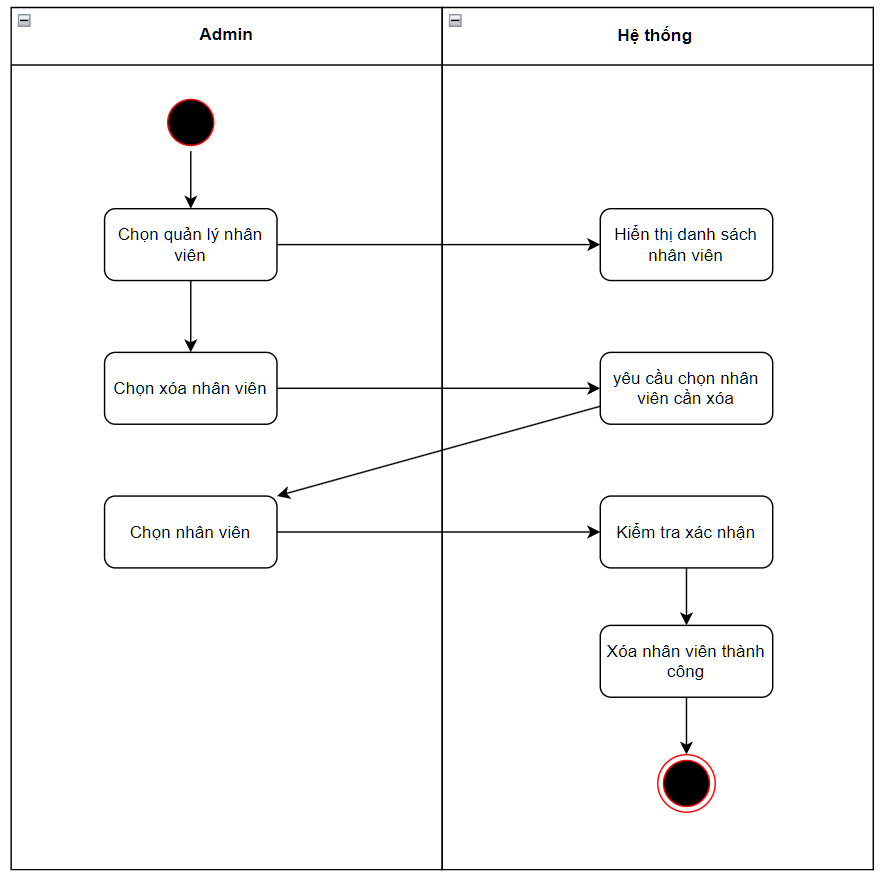 Admin
Hệ thống
Chọn quản lý nhân
viên
Hiển thị danh sách
nhân viên
Chọn xóa nhân viên
yêu cầu chọn nhân
viên cần xóa
Chọn nhân viên
Kiểm tra xác nhận
Xóa nhân viên thành
công